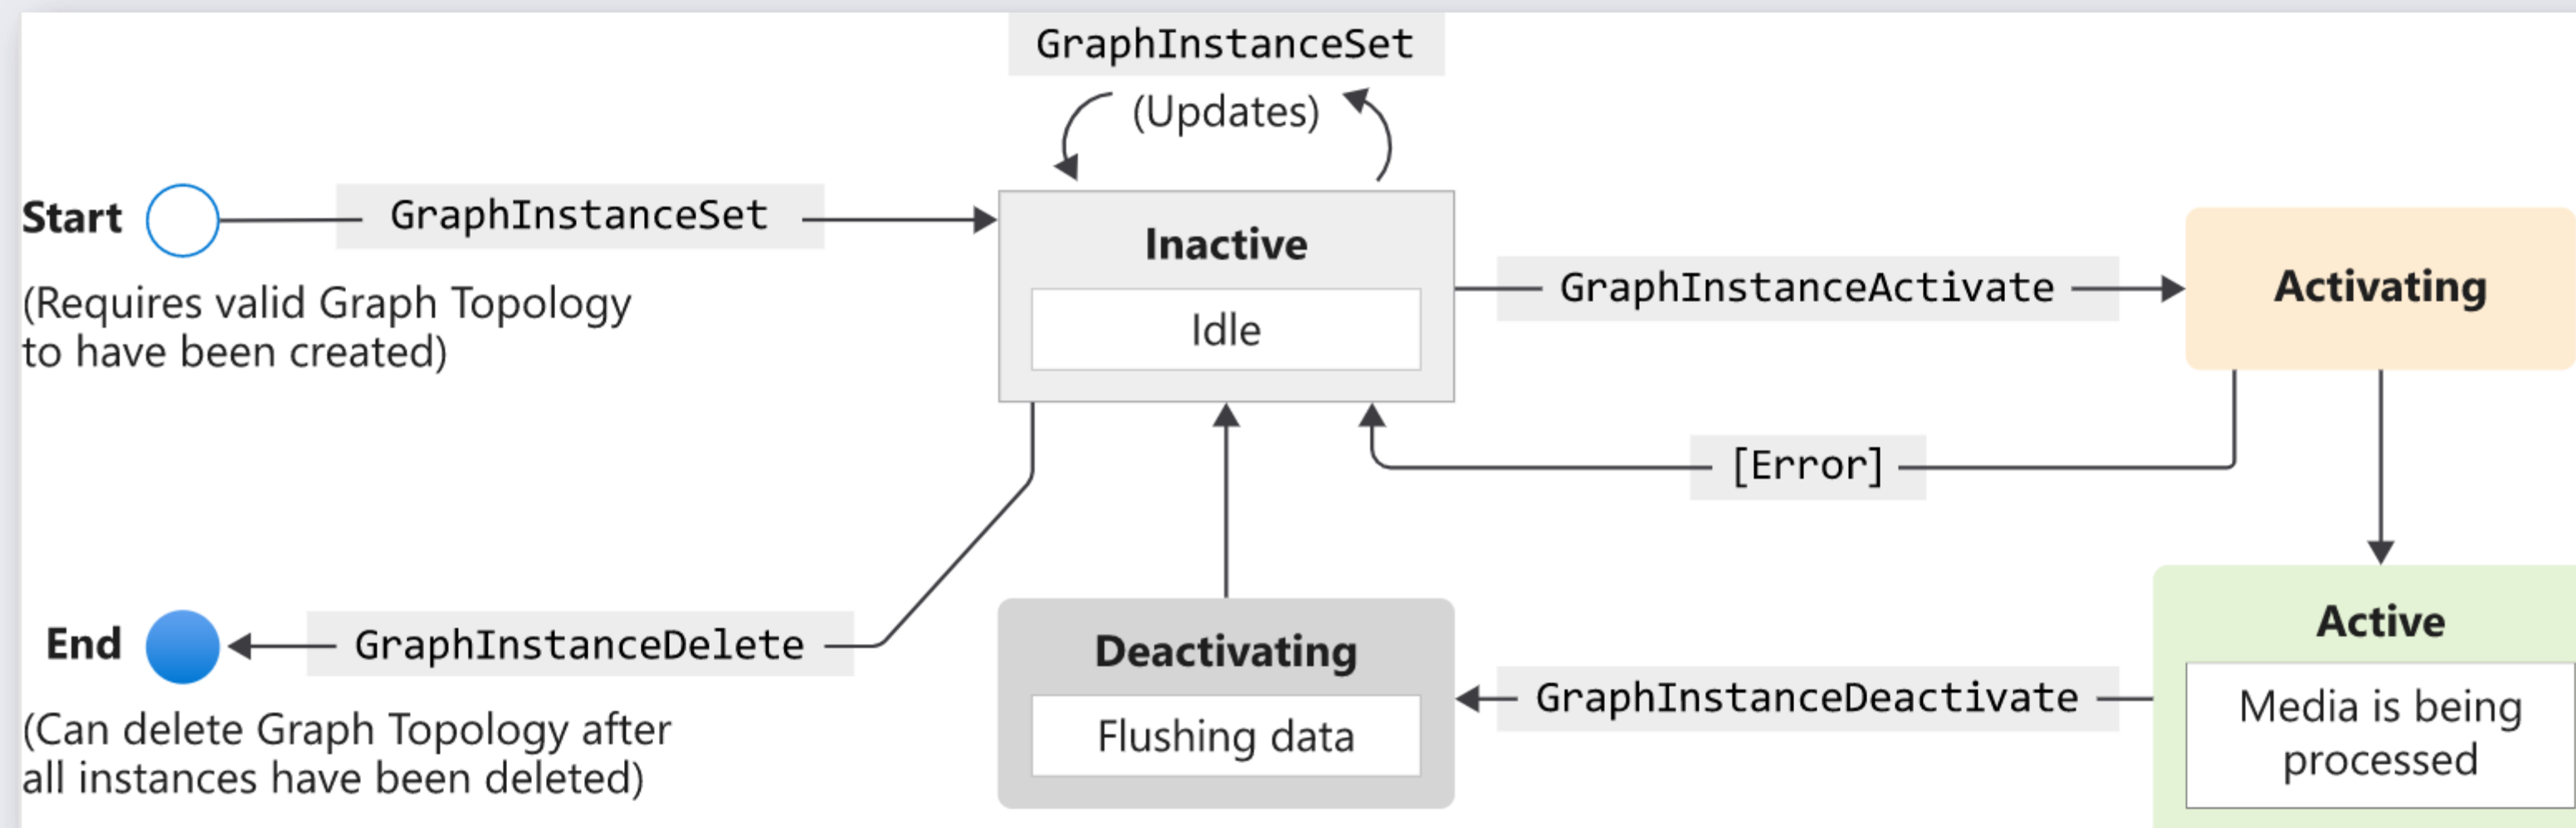 GraphInstanceSet
(Updates)
Start
GraphInstanceSet
(Requires valid Graph Topology
to have been created)
Inactive
Idle
GraphInstanceActivate
Activating
[Error]
End
GraphInstanceDelete
(Can delete Graph Topology after
all instances have been deleted)
Deactivating
Flushing data
GraphInstanceDeactivate
Active
Media is being
processed